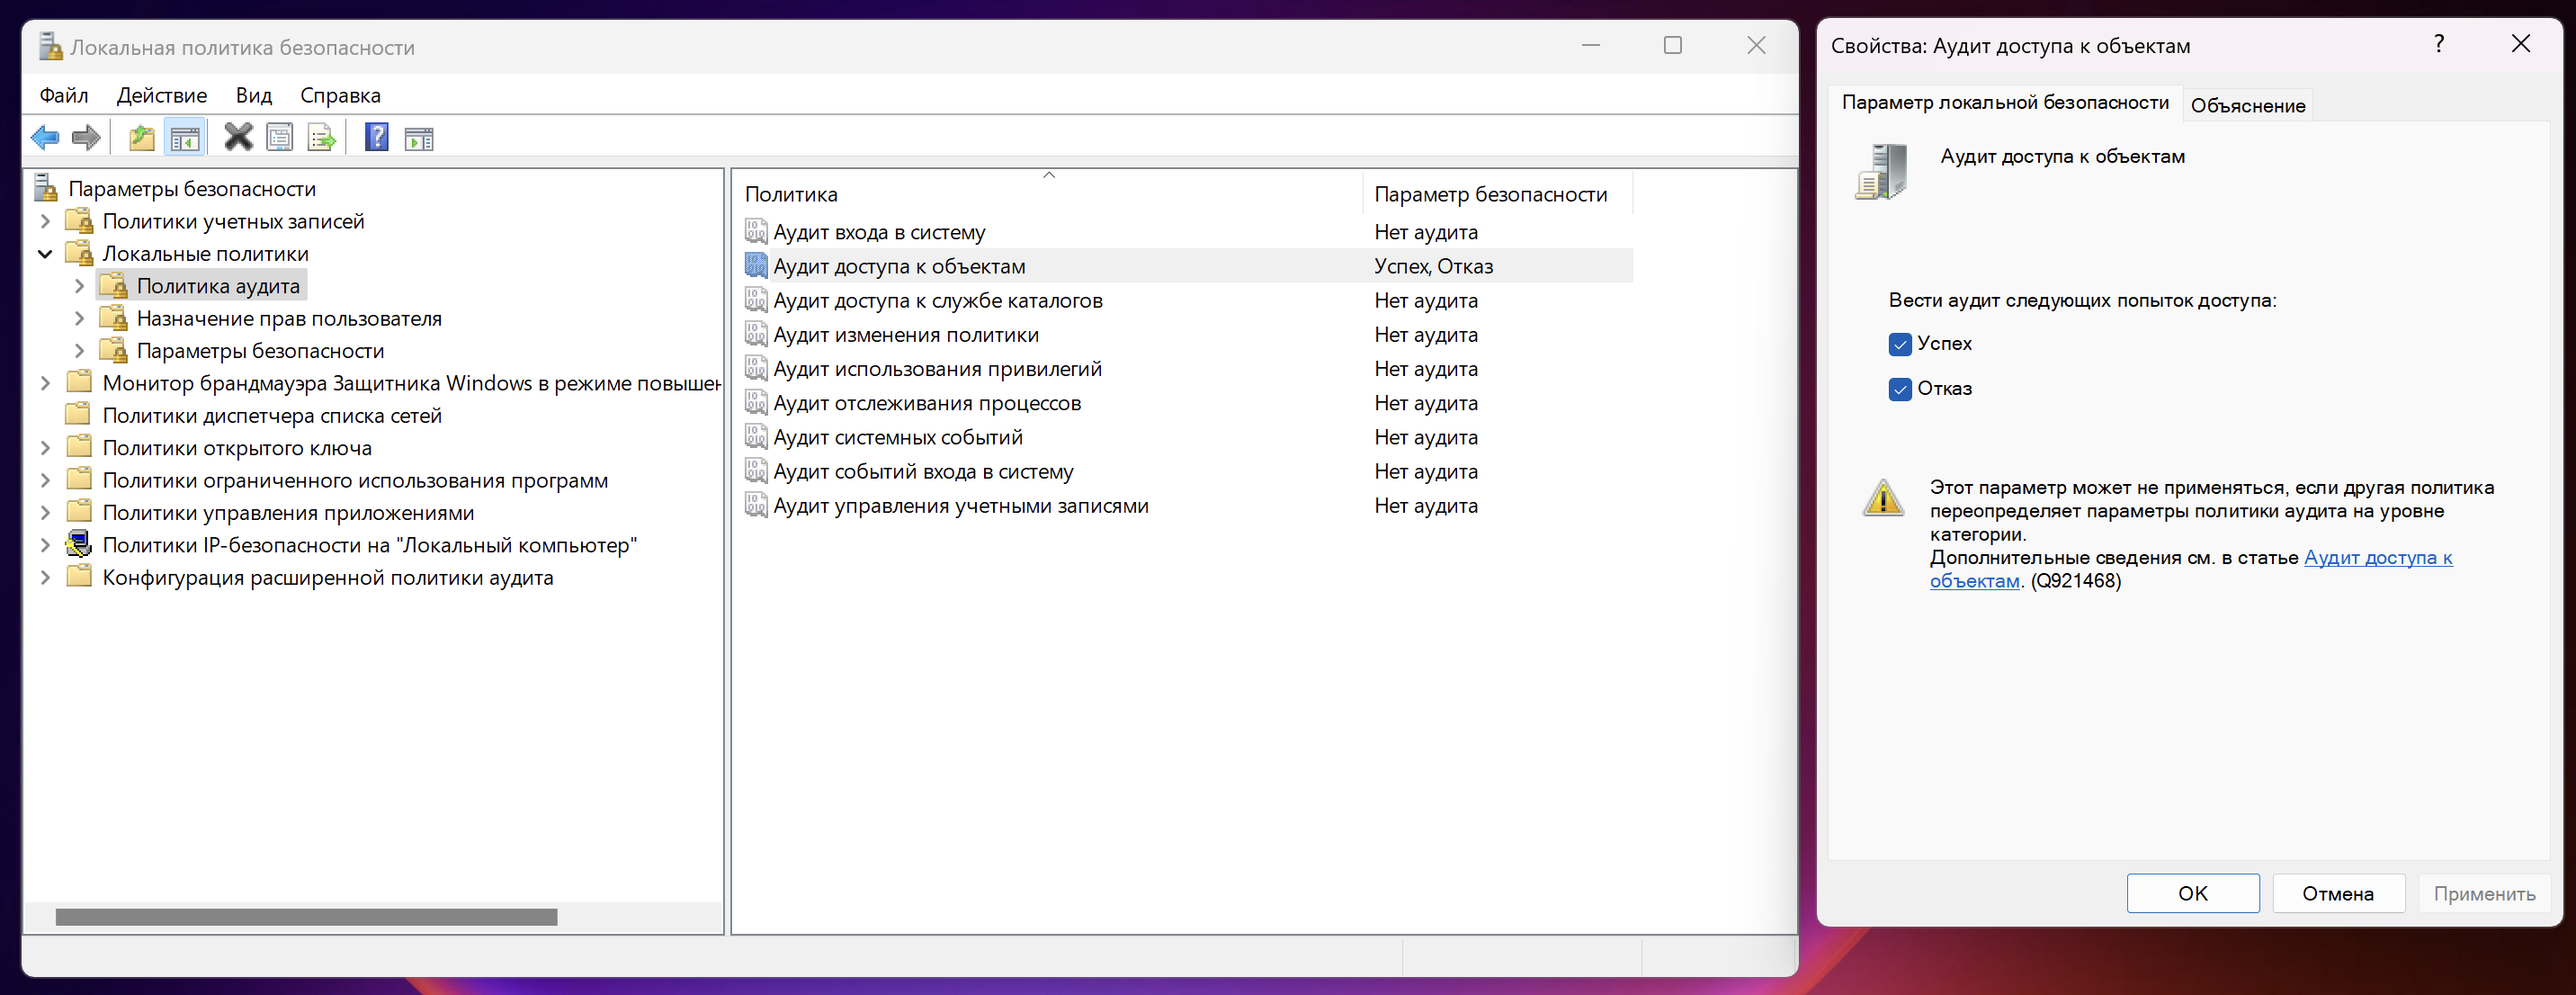 Локальная политика безопасности
Файл Действие Вид Справка
Параметры безопасности
Политики учетных записей
Локальные политики
Политика аудита
Назначение прав пользователя
Параметры безопасности
Монитор брандмауэра Защитника Windows в режиме повышен
Политики диспетчера списка сетей
Политики открытого ключа
Политики ограниченного использования программ
Политики управления приложениями
Политики IP-безопасности на "Локальный компьютер"
Конфигурация расширенной политики аудита
Политика Параметр безопасности
Аудит входа в систему Нет аудита
Аудит доступа к объектам Успех, Отказ
Аудит доступа к службе каталогов Нет аудита
Аудит изменения политики Нет аудита
Аудит использования привилегий Нет аудита
Аудит отслеживания процессов Нет аудита
Аудит системных событий Нет аудита
Аудит событий входа в систему Нет аудита
Аудит управления учетными записями Нет аудита
Свойства: Аудит доступа к объектам
Параметр локальной безопасности Объяснение
Аудит доступа к объектам
Вести аудит следующих попыток доступа:
Успех
Отказ
Этот параметр может не применяться, если другая политика
переопределяет параметры политики аудита на уровне
категории.
Дополнительные сведения см. в статье Аудит доступа к
объектам. (Q921468)
ОК Отмена Применить